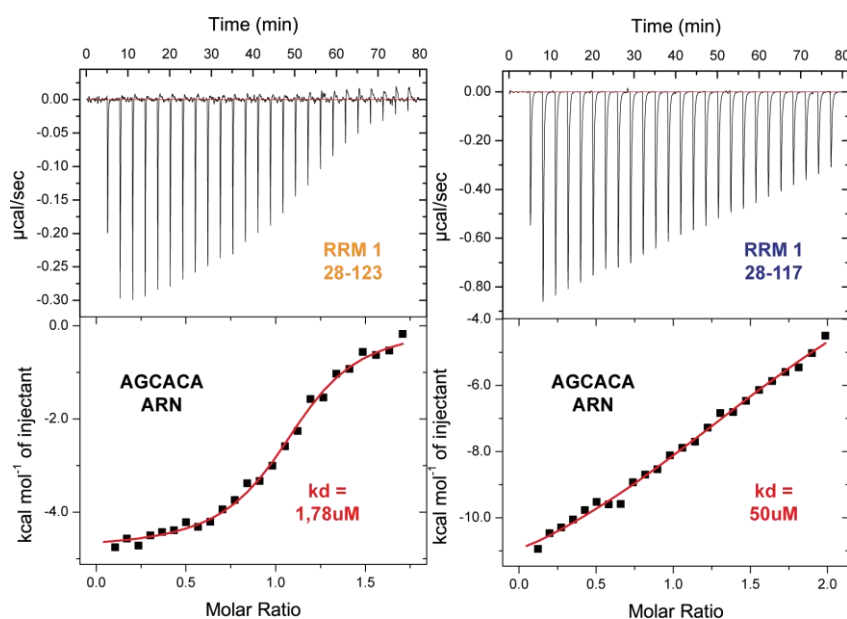 Time (min)
0 10 20 30 40 50 60 70 80
0.00
-0.05
-0.10
-0.15
-0.20
-0.25
-0.30
µcal/sec
RRM 1
28-123
0.0
-2.0
-4.0
kcal mol⁻¹ of injectant
AGCACA
ARN
kd =
1,78uM
0.0 0.5 1.0 1.5
Molar Ratio
Time (min)
0 10 20 30 40 50 60 70 80
0.00
-0.20
-0.40
-0.60
-0.80
µcal/sec
RRM 1
28-117
-4.0
-6.0
-8.0
-10.0
kcal mol⁻¹ of injectant
AGCACA
ARN
kd =
50uM
0.0 0.5 1.0 1.5 2.0
Molar Ratio